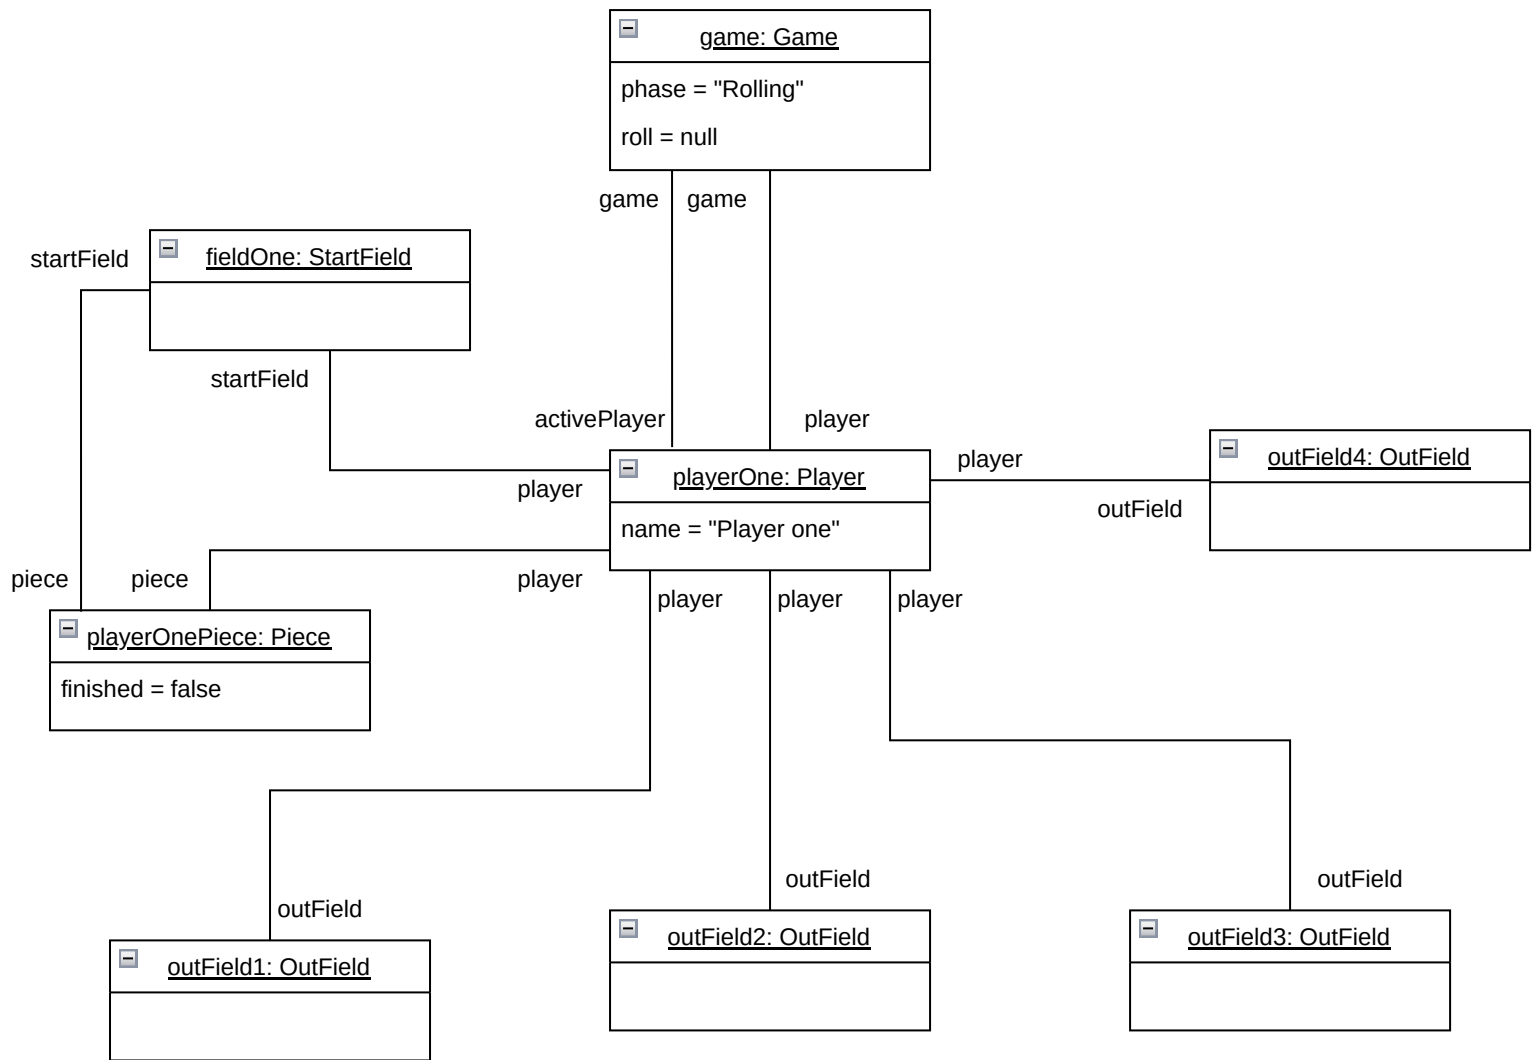 game: Game
phase = "Rolling"
roll = null
game
game
startField
fieldOne: StartField
startField
activePlayer
player
player
outField4: OutField
outField
playerOne: Player
name = "Player one"
player
piece
piece
player
player
player
player
playerOnePiece: Piece
finished = false
outField
outField
outField
outField1: OutField
outField2: OutField
outField3: OutField